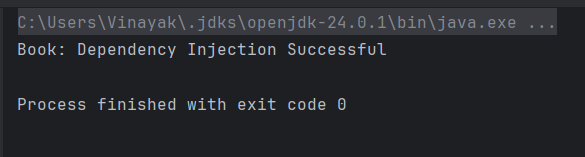 C:\Users\Vinayak\.jdks\openjdk-24.0.1\bin\java.exe ...
Book: Dependency Injection Successful
Process finished with exit code 0